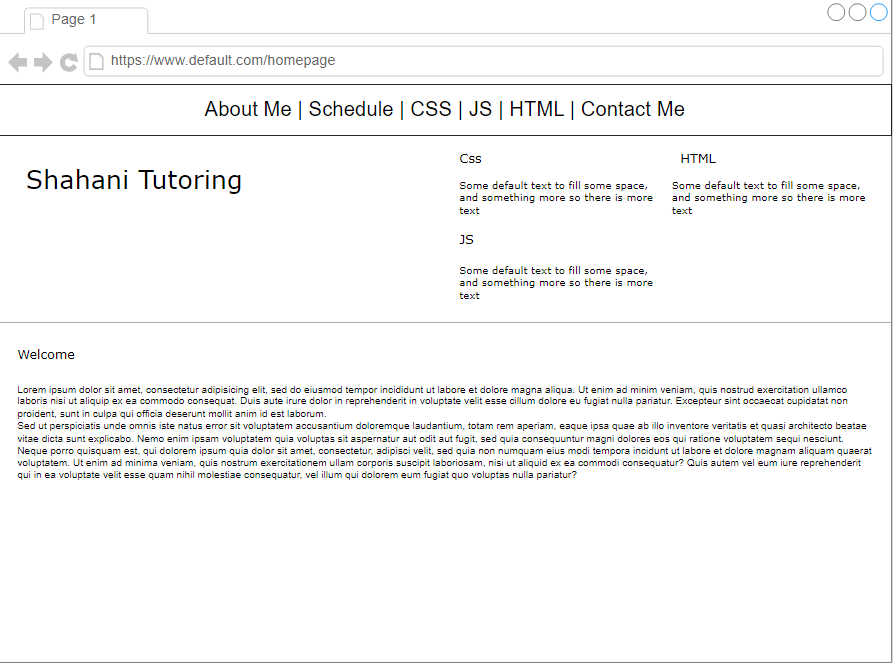 Page 1
https://www.default.com/homepage
About Me | Schedule | CSS | JS | HTML | Contact Me
Shahani Tutoring
Css
Some default text to fill some space,
and something more so there is more
text
HTML
Some default text to fill some space,
and something more so there is more
text
JS
Some default text to fill some space,
and something more so there is more
text
Welcome
Lorem ipsum dolor sit amet, consectetur adipisicing elit, sed do eiusmod tempor incididunt ut labore et dolore magna aliqua. Ut enim ad minim veniam, quis nostrud exercitation ullamco
laboris nisi ut aliquip ex ea commodo consequat. Duis aute irure dolor in reprehenderit in voluptate velit esse cillum dolore eu fugiat nulla pariatur. Excepteur sint occaecat cupidatat non
proident, sunt in culpa qui officia deserunt mollit anim id est laborum.
Sed ut perspiciatis unde omnis iste natus error sit voluptatem accusantium doloremque laudantium, totam rem aperiam, eaque ipsa quae ab illo inventore veritatis et quasi architecto beatae
vitae dicta sunt explicabo. Nemo enim ipsam voluptatem quia voluptas sit aspernatur aut odit aut fugit, sed quia consequuntur magni dolores eos qui ratione voluptatem sequi nesciunt.
Neque porro quisquam est, qui dolorem ipsum quia dolor sit amet, consectetur, adipisci velit, sed quia non numquam eius modi tempora incidunt ut labore et dolore magnam aliquam quaerat
voluptatem. Ut enim ad minima veniam, quis nostrum exercitationem ullam corporis suscipit laboriosam, nisi ut aliquid ex ea commodi consequatur? Quis autem vel eum iure reprehenderit
qui in ea voluptate velit esse quam nihil molestiae consequatur, vel illum qui dolorem eum fugiat quo voluptas nulla pariatur?